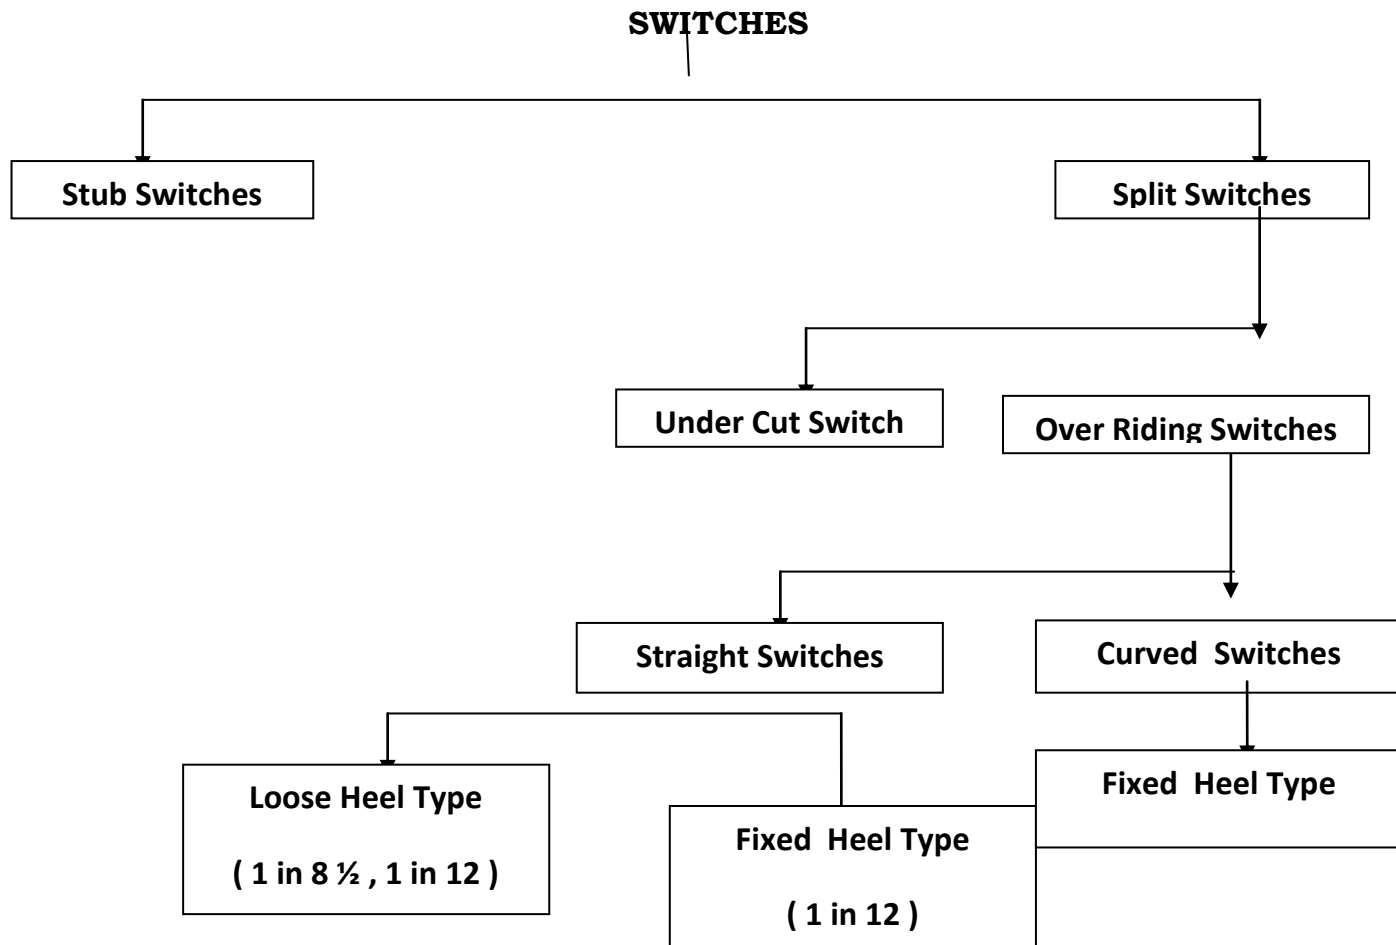 SWITCHES
Stub Switches
Split Switches
Under Cut Switch
Over Riding Switches
Straight Switches
Curved Switches
Loose Heel Type
( 1 in 8 ½ , 1 in 12 )
Fixed Heel Type
( 1 in 12 )
Fixed Heel Type